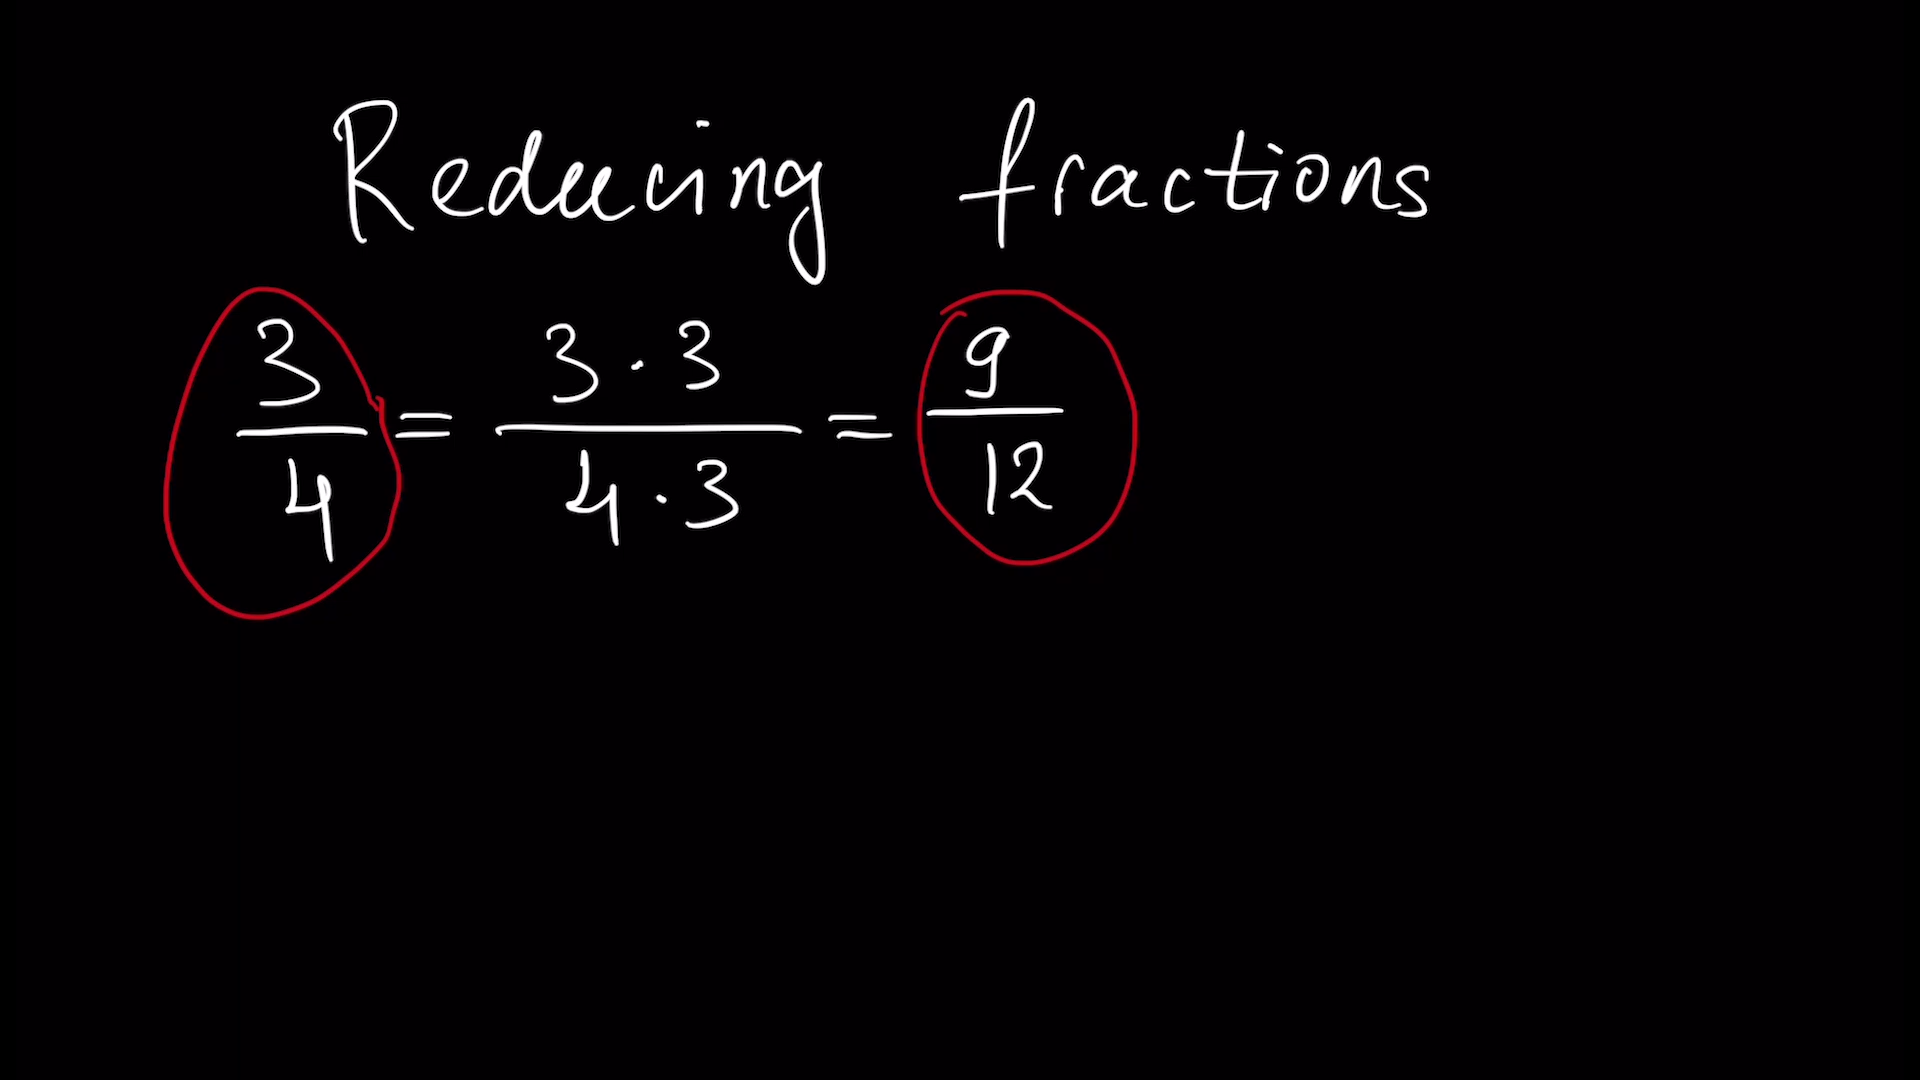 Reducing fractions
3/4 = 3·3/4·3 = 9/12